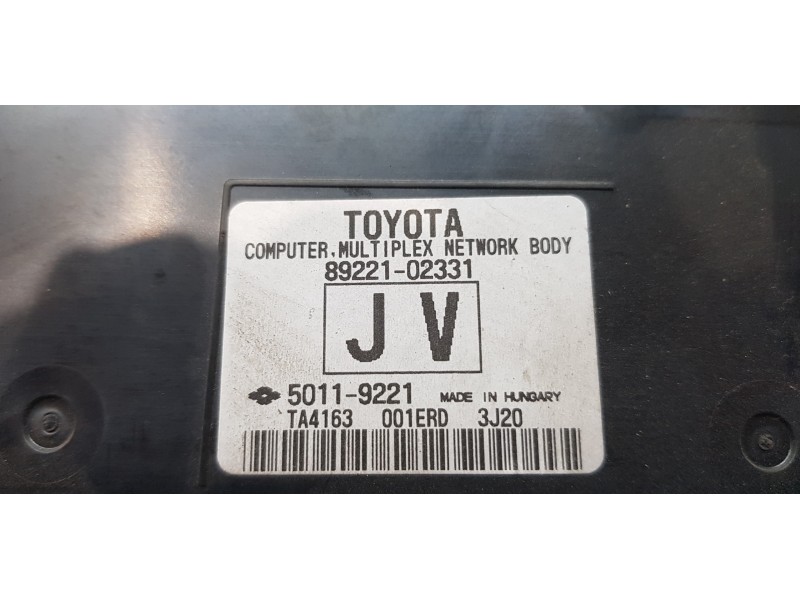 TOYOTA
COMPUTER, MULTIPLEX NETWORK BODY
89221-02331
JV
5011-9221 MADE IN HUNGARY
TA4163 001ERD 3J20